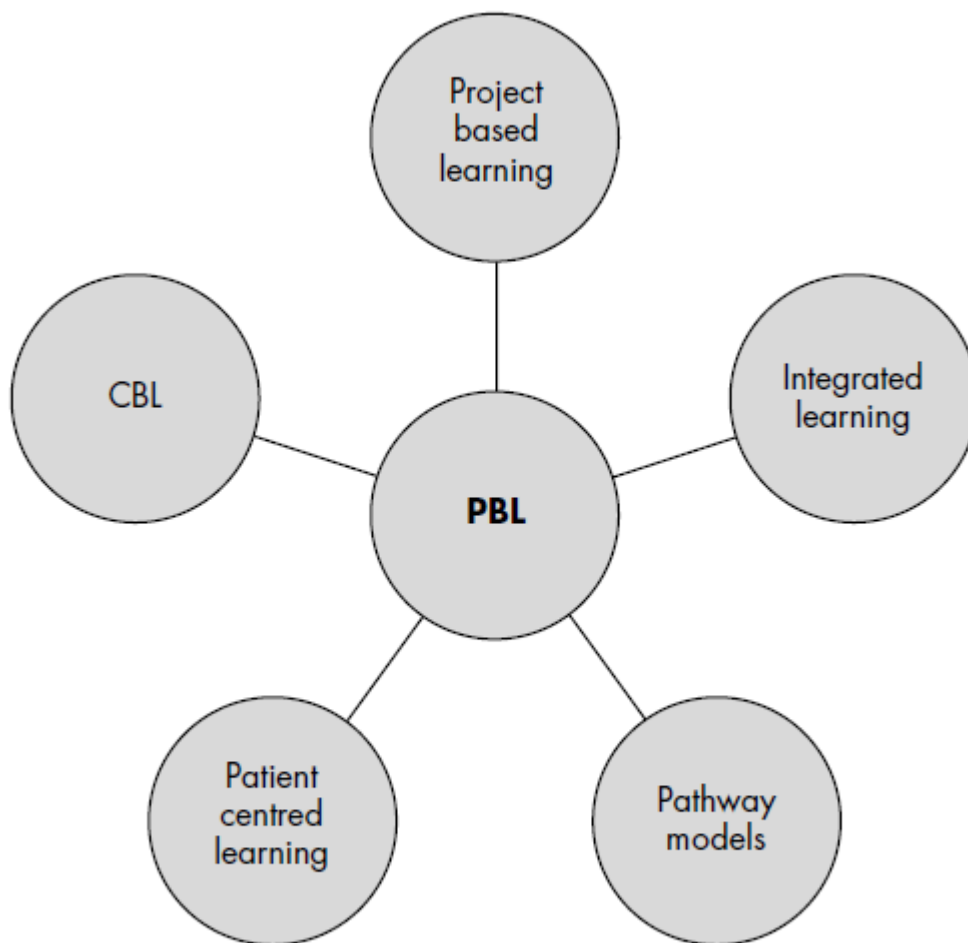 Project
based
learning
CBL
Integrated
learning
PBL
Patient
centred
learning
Pathway
models